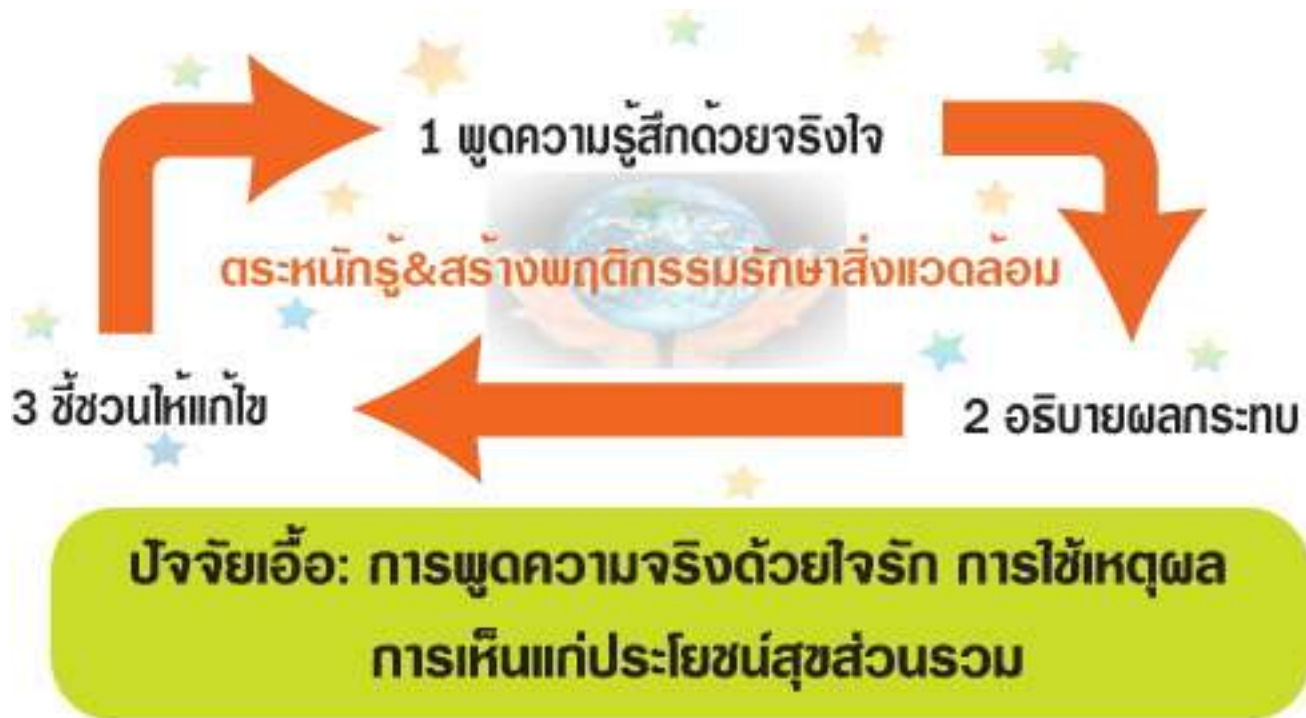 1 พูดความรู้สึกด้วยจริงใจ
ตระหนักรู้&สร้างพฤติกรรมรักษาสิ่งแวดล้อม
3 ชี้ชวนให้แก้ไข
2 อธิบายผลกระทบ
ปัจจัยเอื้อ: การพูดความจริงด้วยใจรัก การใช้เหตุผล
การเห็นแก่ประโยชน์สุขส่วนรวม